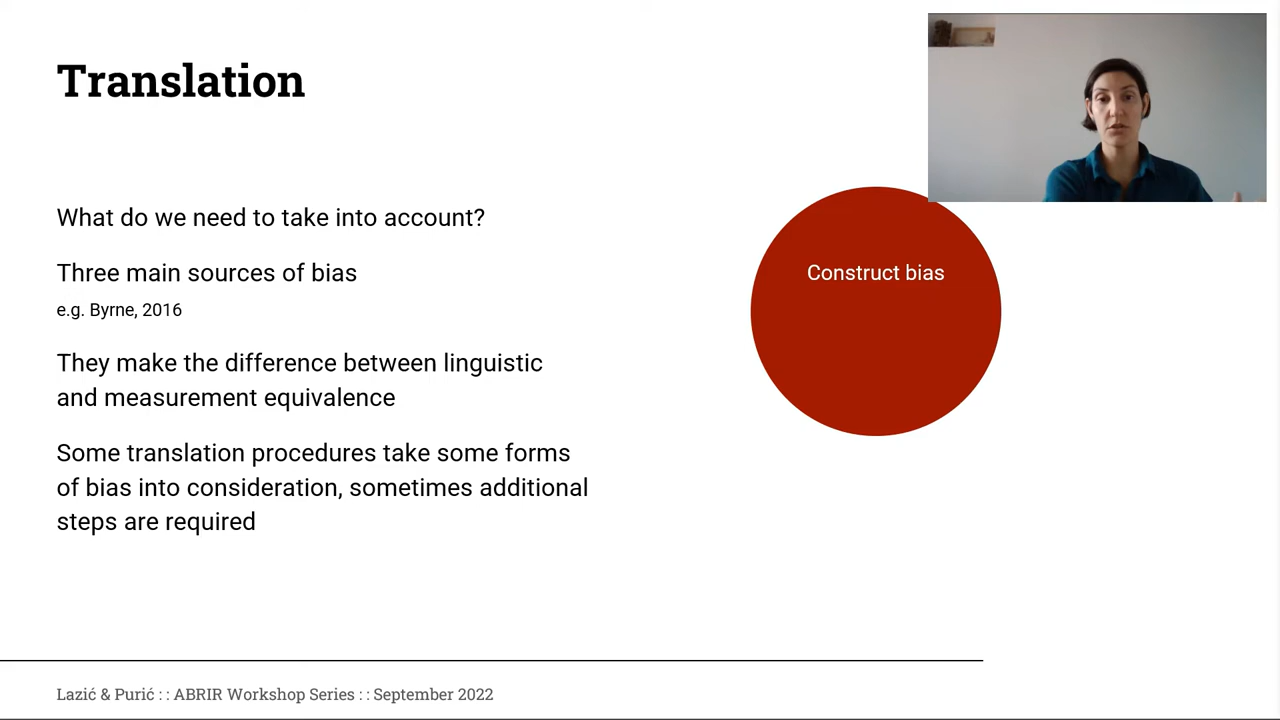 Translation
What do we need to take into account?
Three main sources of bias
e.g. Byrne, 2016
They make the difference between linguistic
and measurement equivalence
Some translation procedures take some forms
of bias into consideration, sometimes additional
steps are required
Construct bias
Lazić & Purić : : ABRIR Workshop Series : : September 2022